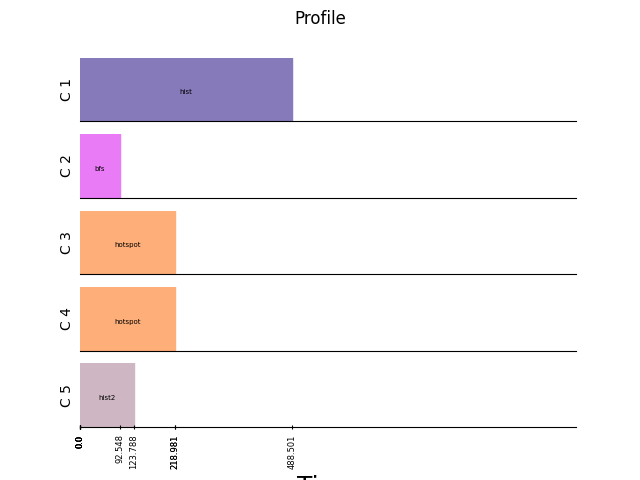 Profile
C 1
hist
C 2
bfs
C 3
hotspot
C 4
hotspot
C 5
hist2
0.0
92.548
123.788
218.981
488.501